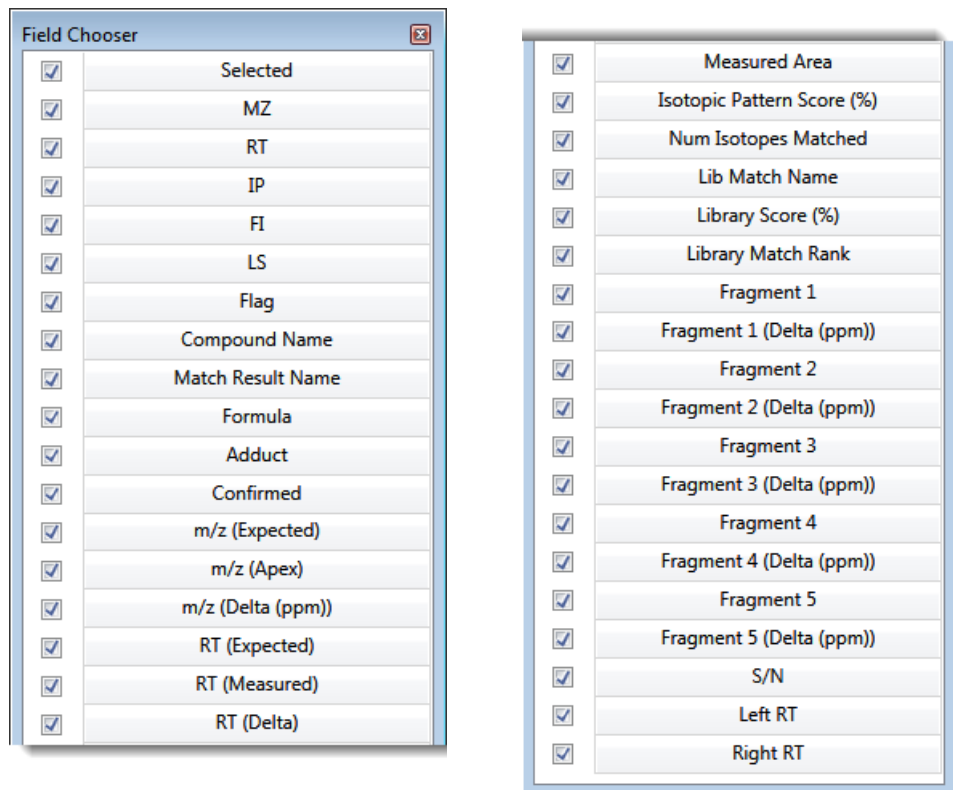 Field Chooser
Selected
MZ
RT
IP
FI
LS
Flag
Compound Name
Match Result Name
Formula
Adduct
Confirmed
m/z (Expected)
m/z (Apex)
m/z (Delta (ppm))
RT (Expected)
RT (Measured)
RT (Delta)
Measured Area
Isotopic Pattern Score (%)
Num Isotopes Matched
Lib Match Name
Library Score (%)
Library Match Rank
Fragment 1
Fragment 1 (Delta (ppm))
Fragment 2
Fragment 2 (Delta (ppm))
Fragment 3
Fragment 3 (Delta (ppm))
Fragment 4
Fragment 4 (Delta (ppm))
Fragment 5
Fragment 5 (Delta (ppm))
S/N
Left RT
Right RT